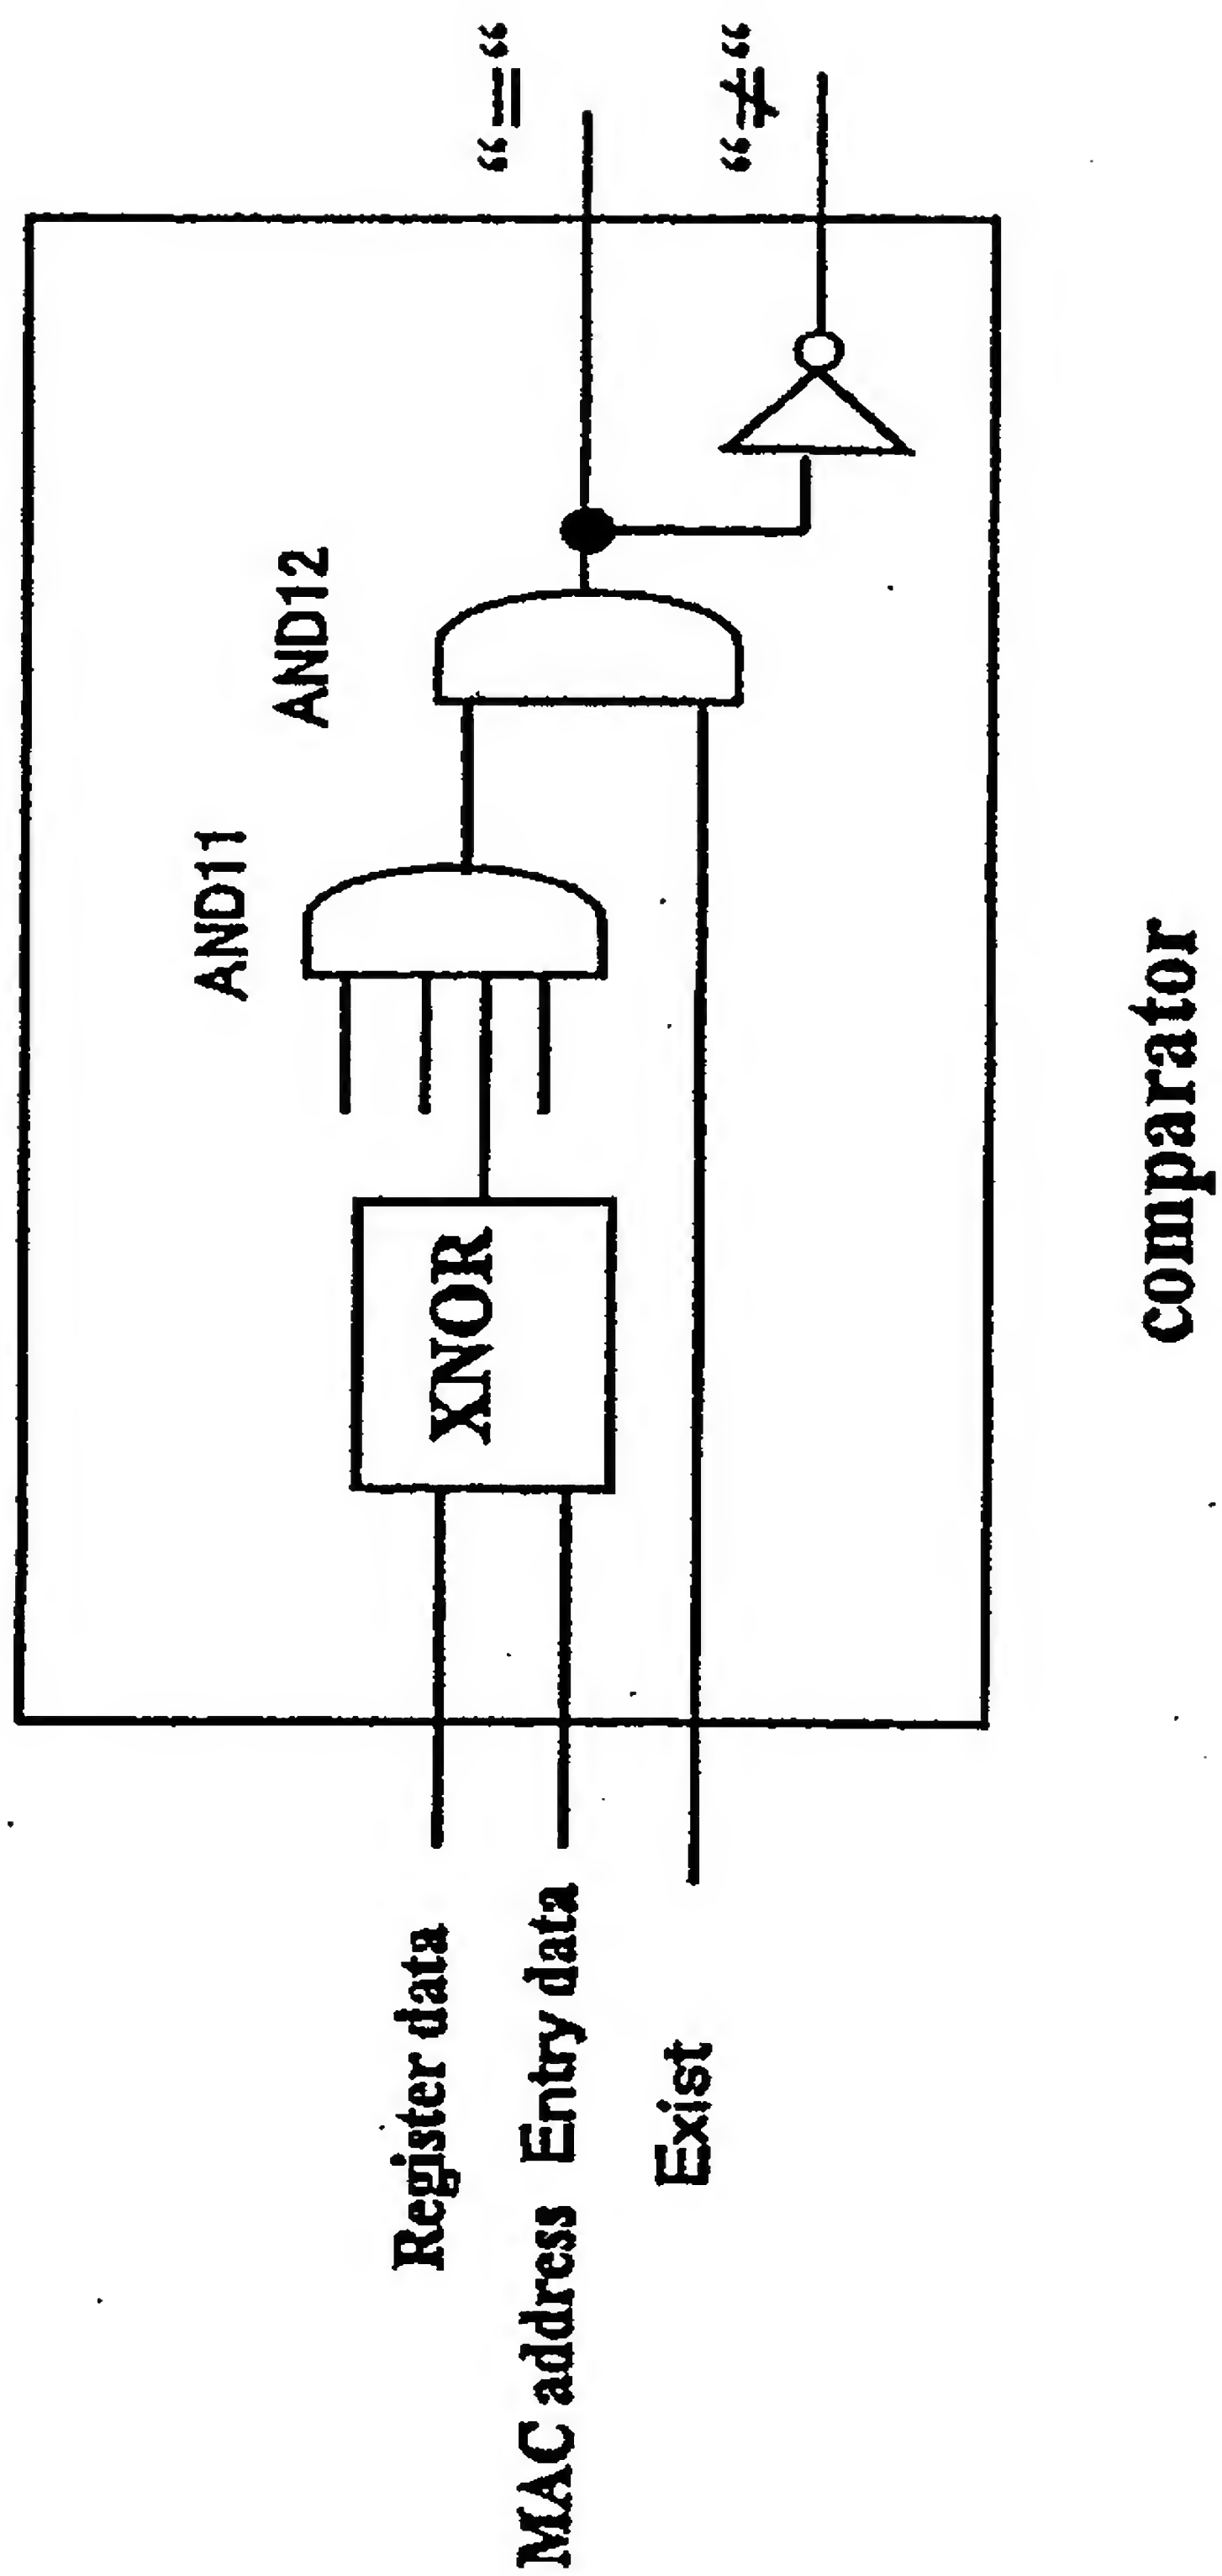 AND11
AND12
"="
"≠"
XNOR
Register data
MAC address Entry data
Exist
comparator